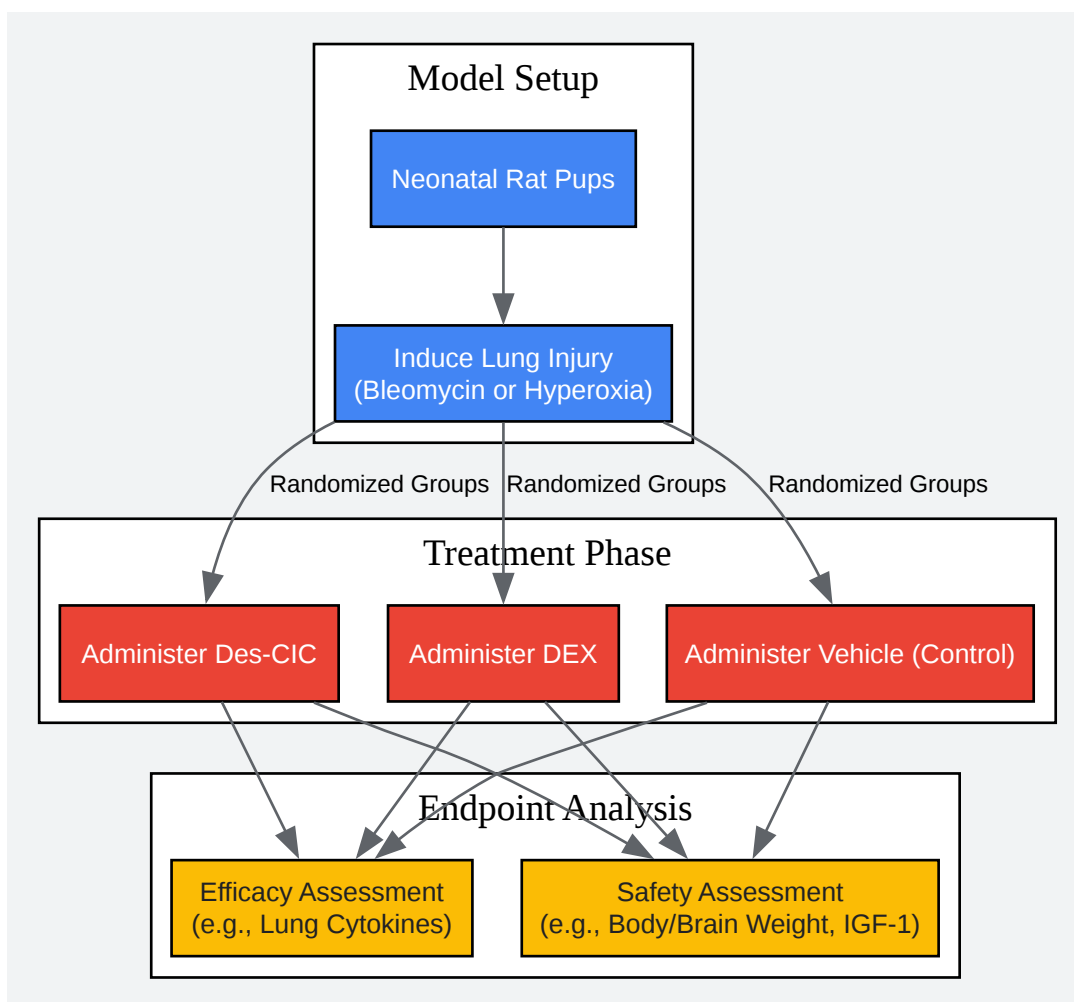 Model Setup
Neonatal Rat Pups
Induce Lung Injury
(Bleomycin or Hyperoxia)
Randomized Groups
Randomized Groups
Randomized Groups
Treatment Phase
Administer Des-CIC
Administer DEX
Administer Vehicle (Control)
Endpoint Analysis
Efficacy Assessment
(e.g., Lung Cytokines)
Safety Assessment
(e.g., Body/Brain Weight, IGF-1)